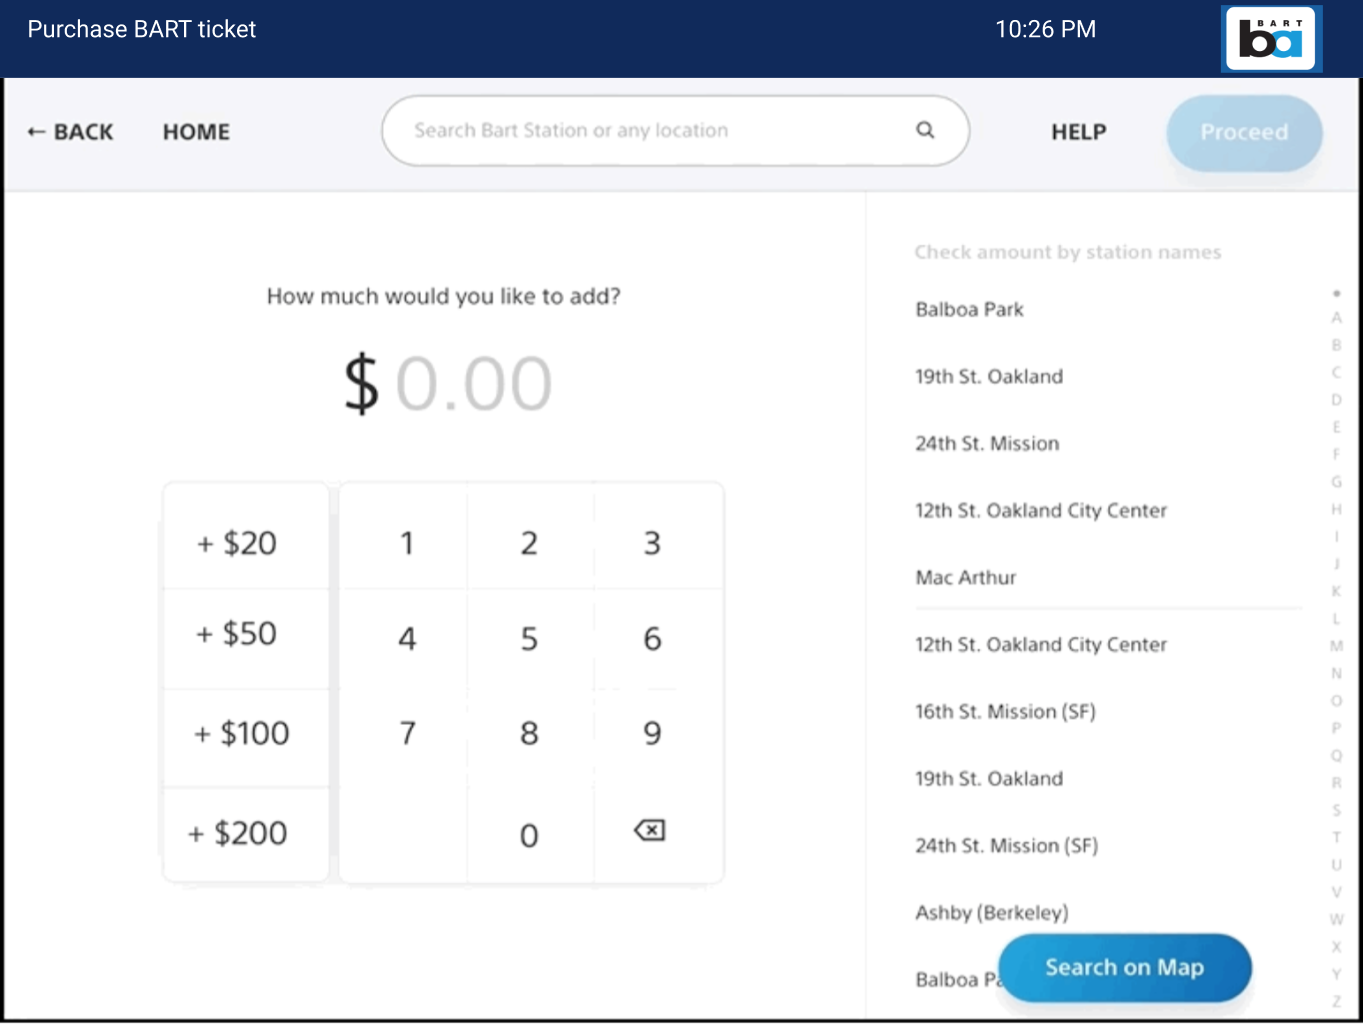 Purchase BART ticket
10:26 PM
BART
ba
← BACK
HOME
Search Bart Station or any location
HELP
Proceed
How much would you like to add?
$ 0.00
+ $20
1
2
3
+ $50
4
5
6
+ $100
7
8
9
+ $200
0
Check amount by station names
Balboa Park
19th St. Oakland
24th St. Mission
12th St. Oakland City Center
Mac Arthur
12th St. Oakland City Center
16th St. Mission (SF)
19th St. Oakland
24th St. Mission (SF)
Ashby (Berkeley)
Balboa
Search on Map
A
B
C
D
E
F
G
H
I
J
K
L
M
N
O
P
Q
R
S
T
U
V
W
X
Y
Z